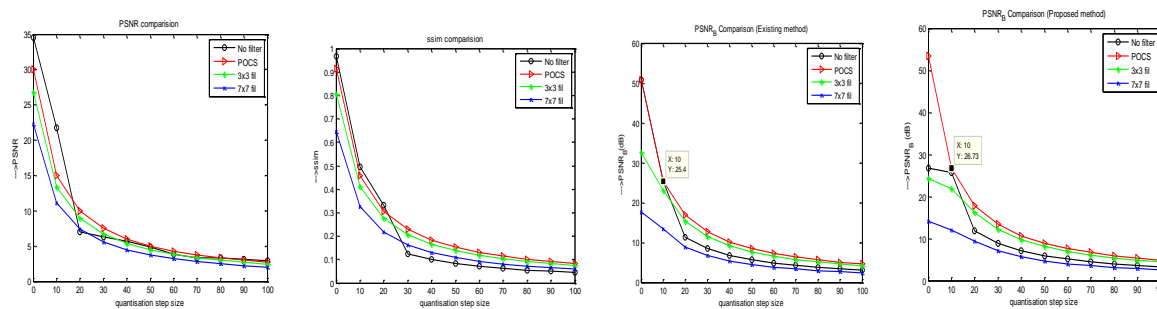 PSNR comparision
35
30
25
20
15
10
5
0
--->PSNR
0 10 20 30 40 50 60 70 80 90 100
quantisation step size
No filter
POCS
3x3 fil
7x7 fil
ssim comparision
1
0.9
0.8
0.7
0.6
0.5
0.4
0.3
0.2
0.1
0
--->ssim
0 10 20 30 40 50 60 70 80 90 100
quantisation step size
No filter
POCS
3x3 fil
7x7 fil
PSNRB Comparison (Existing method)
60
50
40
30
20
10
0
--->PSNRB(dB)
0 10 20 30 40 50 60 70 80 90 100
quantisation step size
No filter
POCS
3x3 fil
7x7 fil
X: 10
Y: 25.4
PSNRB Comparison (Proposed method)
60
50
40
30
20
10
0
--->PSNRB (dB)
0 10 20 30 40 50 60 70 80 90 100
quantisation step size
No filter
POCS
3x3 fil
7x7 fil
X: 10
Y: 26.73